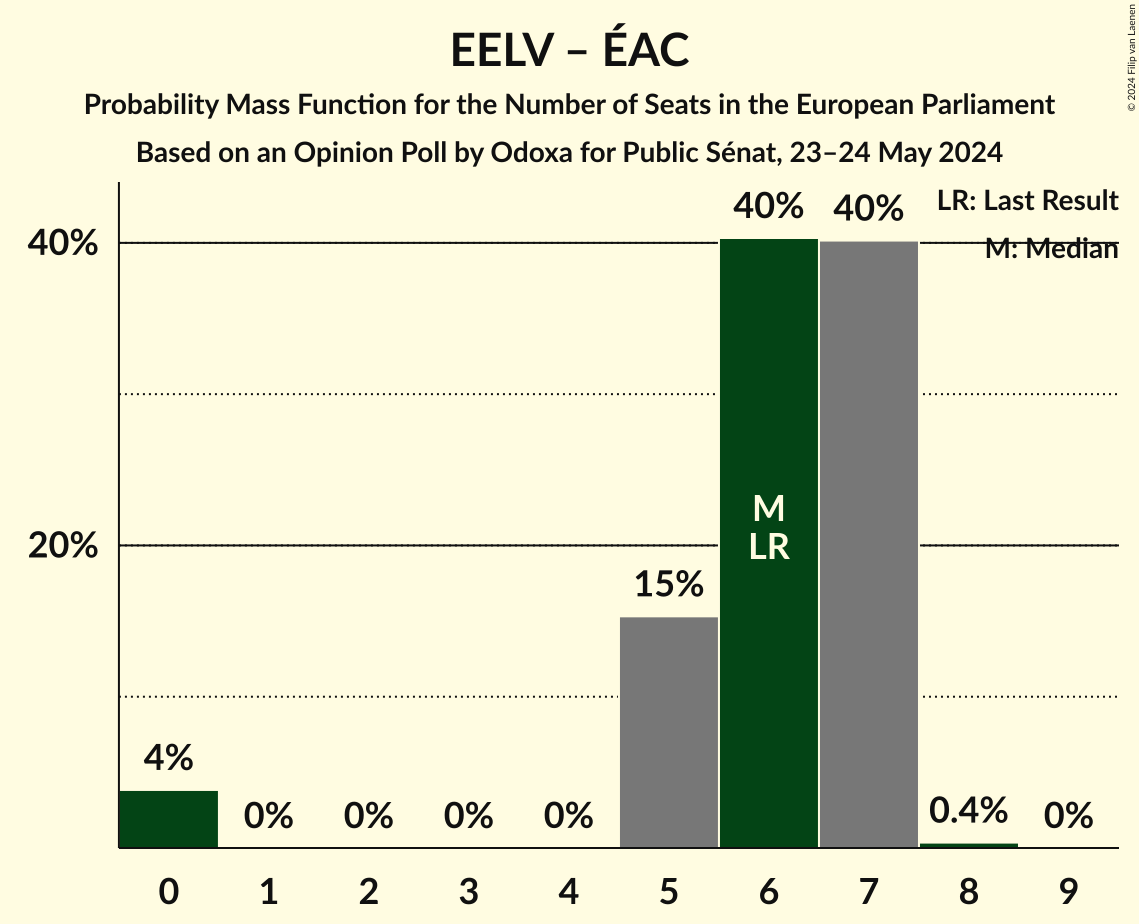 EELV – ÉAC
Probability Mass Function for the Number of Seats in the European Parliament
Based on an Opinion Poll by Odoxa for Public Sénat, 23–24 May 2024
© 2024 Filip van Laenen
LR: Last Result
M: Median
40%
20%
4%
0%
0%
0%
0%
15%
40%
40%
0.4%
0%
M
LR
0
1
2
3
4
5
6
7
8
9